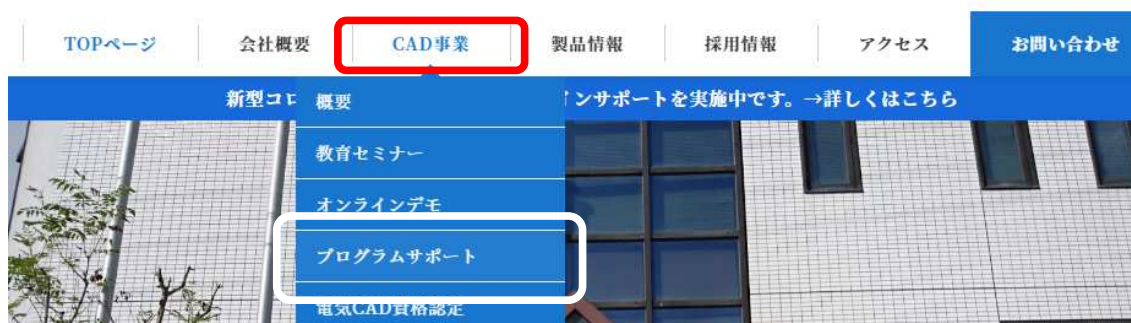 TOPページ 会社概要 CAD事業 製品情報 採用情報 アクセス お問い合わせ
新型コロ
インサポートを実施中です。→詳しくはこちら
概要
教育セミナー
オンラインデモ
プログラムサポート
電気CAD資格認定